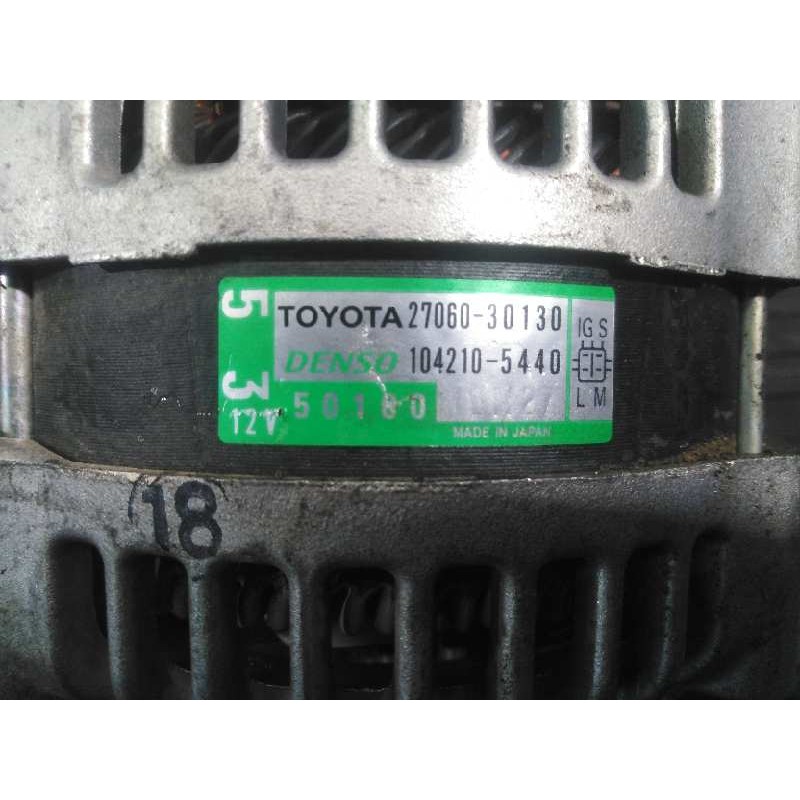 5 3
TOYOTA 27060-30130
IG S
DENSO 104210-5440
L M
12V 50180
MADE IN JAPAN
(18)